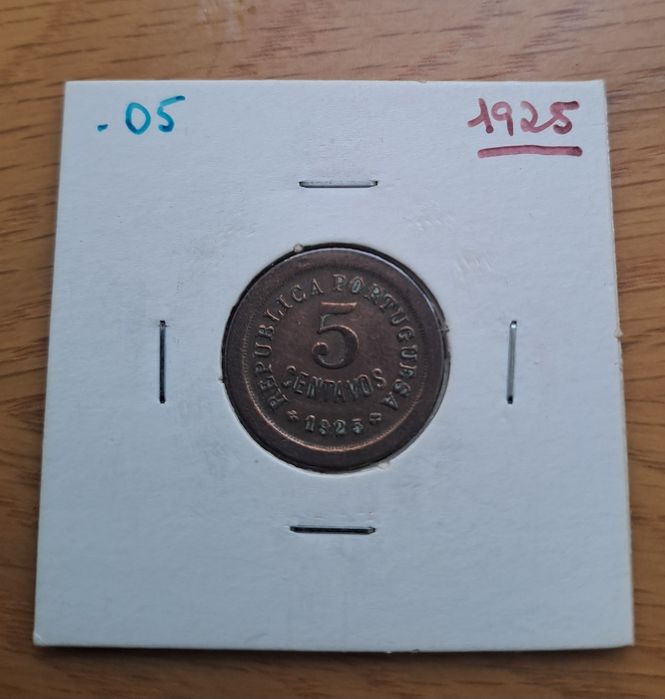 .05
1925
REPUBLICA PORTUGUESA
5
CENTAVOS
* 1925 *